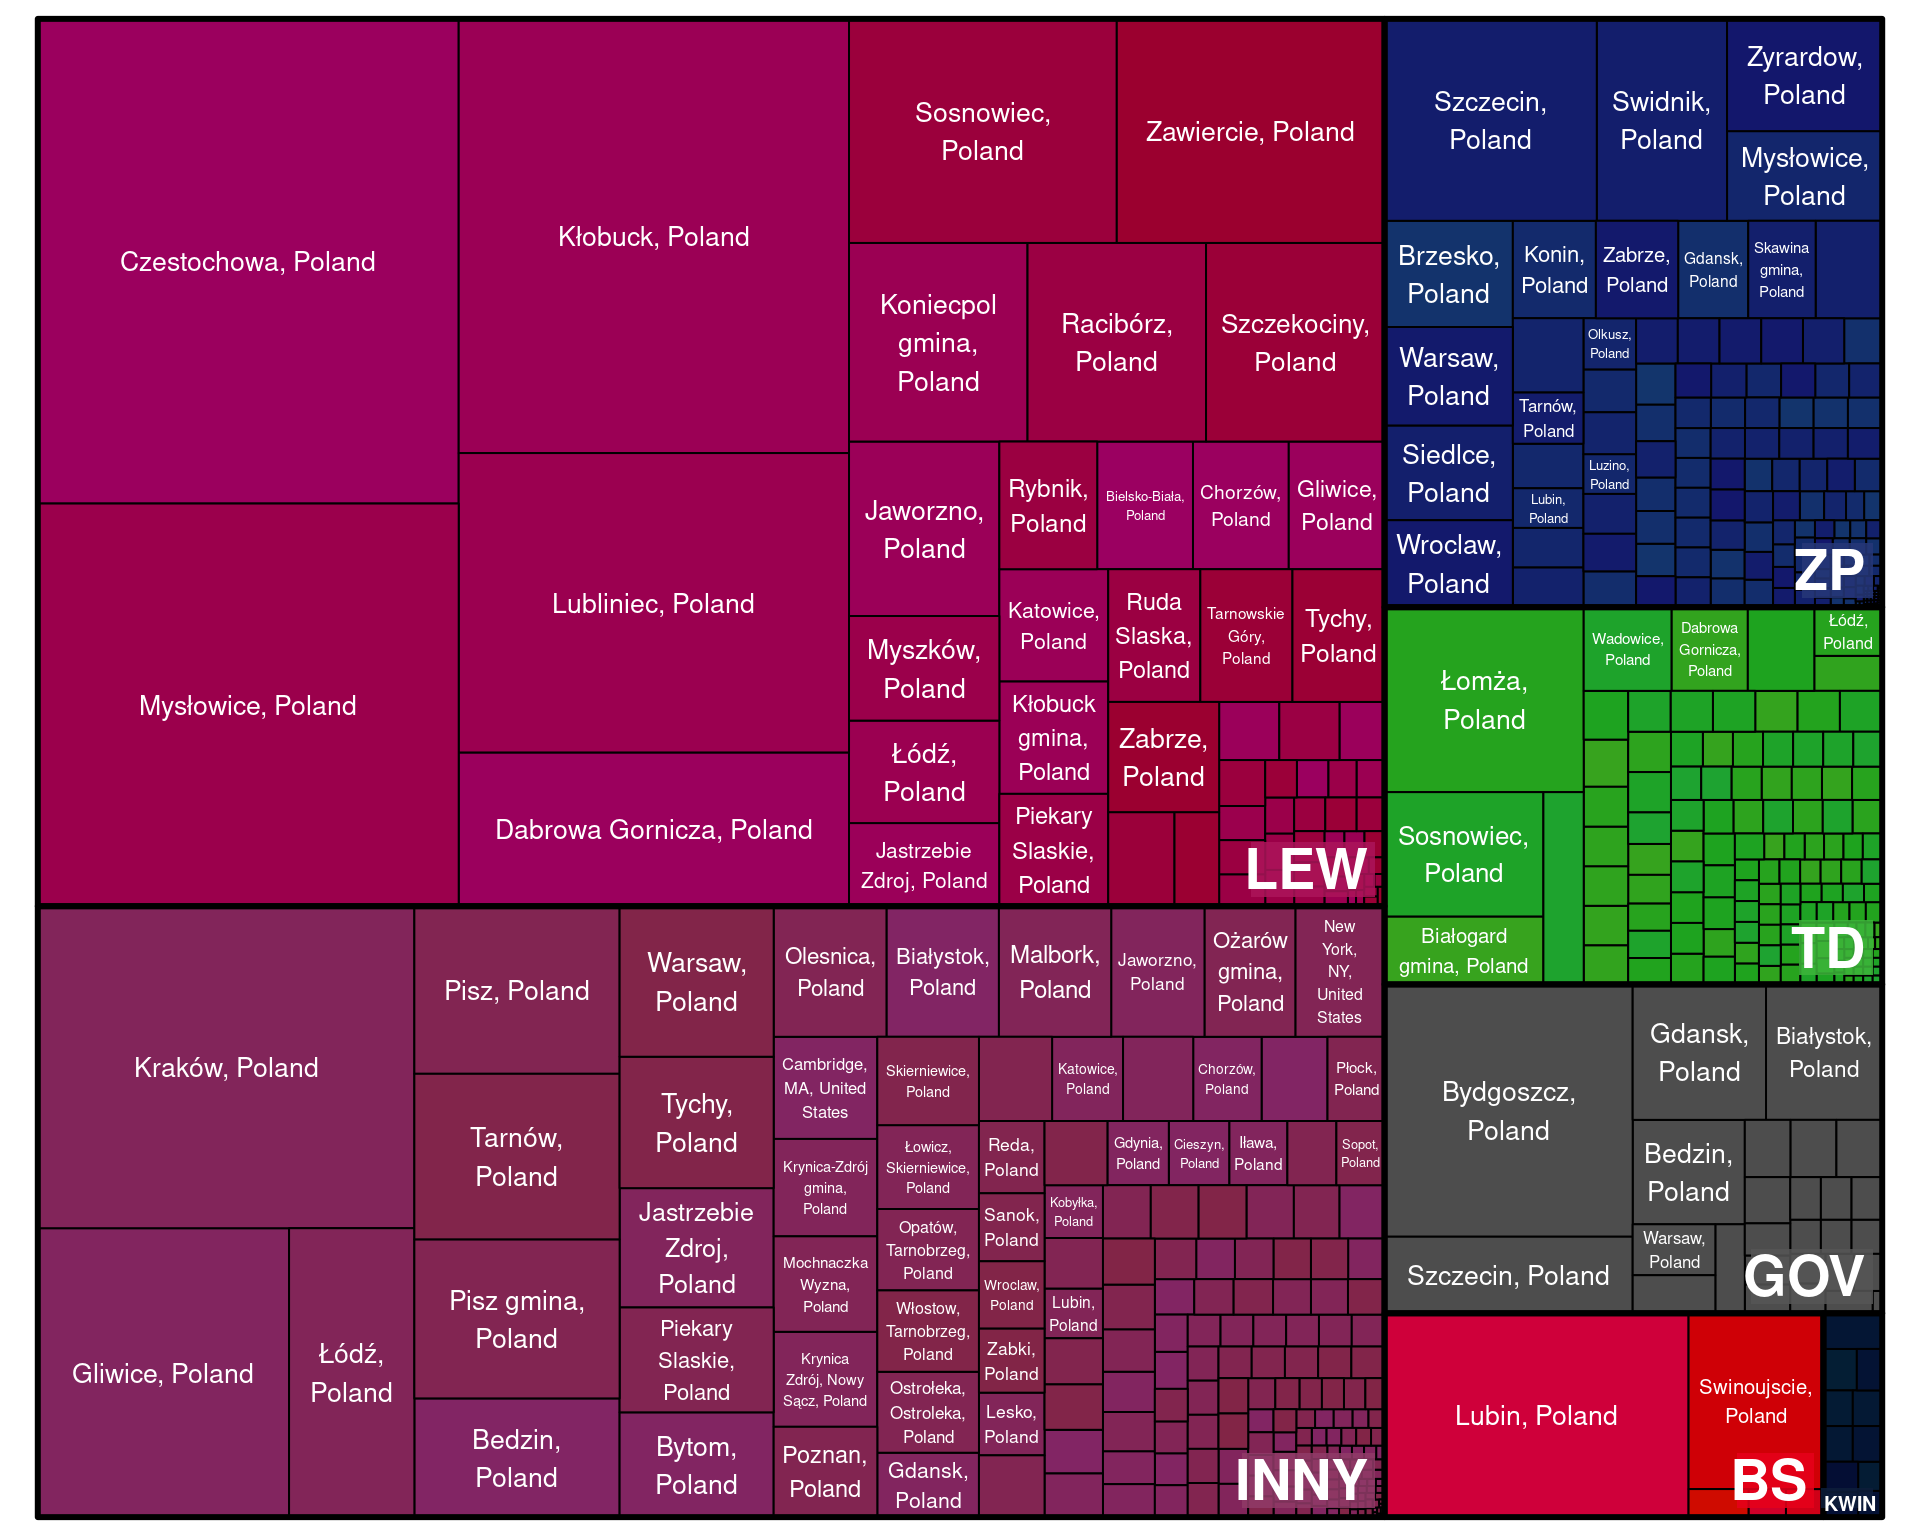 Czestochowa, Poland
Mysłowice, Poland
Kłobuck, Poland
Lubliniec, Poland
Dabrowa Gornicza, Poland
Sosnowiec,
Poland
Zawiercie, Poland
Koniecpol
gmina,
Poland
Racibórz,
Poland
Szczekociny,
Poland
Jaworzno,
Poland
Myszków,
Poland
Łódź,
Poland
Jastrzebie
Zdroj, Poland
Rybnik,
Poland
Bielsko-Biała,
Poland
Chorzów,
Poland
Gliwice,
Poland
Katowice,
Poland
Kłobuck
gmina,
Poland
Piekary
Slaskie,
Poland
Ruda
Slaska,
Poland
Tarnowskie
Góry,
Poland
Tychy,
Poland
Zabrze,
Poland
LEW
Kraków, Poland
Gliwice, Poland
Łódź,
Poland
Pisz, Poland
Tarnów,
Poland
Pisz gmina,
Poland
Bedzin,
Poland
Warsaw,
Poland
Tychy,
Poland
Jastrzebie
Zdroj,
Poland
Piekary
Slaskie,
Poland
Bytom,
Poland
Olesnica,
Poland
Białystok,
Poland
Malbork,
Poland
Jaworzno,
Poland
Ożarów
gmina,
Poland
New
York,
NY,
United
States
Cambridge,
MA, United
States
Krynica-Zdrój
gmina,
Poland
Mochnaczka
Wyzna,
Poland
Krynica
Zdrój, Nowy
Sącz, Poland
Poznan,
Poland
Skierniewice,
Poland
Łowicz,
Skierniewice,
Poland
Opatów,
Tarnobrzeg,
Poland
Włostow,
Tarnobrzeg,
Poland
Ostrołeka,
Ostroleka,
Poland
Gdansk,
Poland
Katowice,
Poland
Chorzów,
Poland
Płock,
Poland
Reda,
Poland
Sanok,
Poland
Wroclaw,
Poland
Zabki,
Poland
Lesko,
Poland
Gdynia,
Poland
Cieszyn,
Poland
Iława,
Poland
Sopot,
Poland
Kobyłka,
Poland
Lubin,
Poland
INNY
Szczecin,
Poland
Swidnik,
Poland
Zyrardow,
Poland
Mysłowice,
Poland
Brzesko,
Poland
Warsaw,
Poland
Siedlce,
Poland
Wroclaw,
Poland
Konin,
Poland
Zabrze,
Poland
Gdansk,
Poland
Skawina
gmina,
Poland
Tarnów,
Poland
Lubin,
Poland
Olkusz,
Poland
Luzino,
Poland
ZP
Łomża,
Poland
Sosnowiec,
Poland
Białogard
gmina, Poland
Wadowice,
Poland
Dabrowa
Gornicza,
Poland
Łódź,
Poland
TD
Bydgoszcz,
Poland
Szczecin, Poland
Gdansk,
Poland
Białystok,
Poland
Bedzin,
Poland
Warsaw,
Poland
GOV
Lubin, Poland
Swinoujscie,
Poland
BS
KWIN